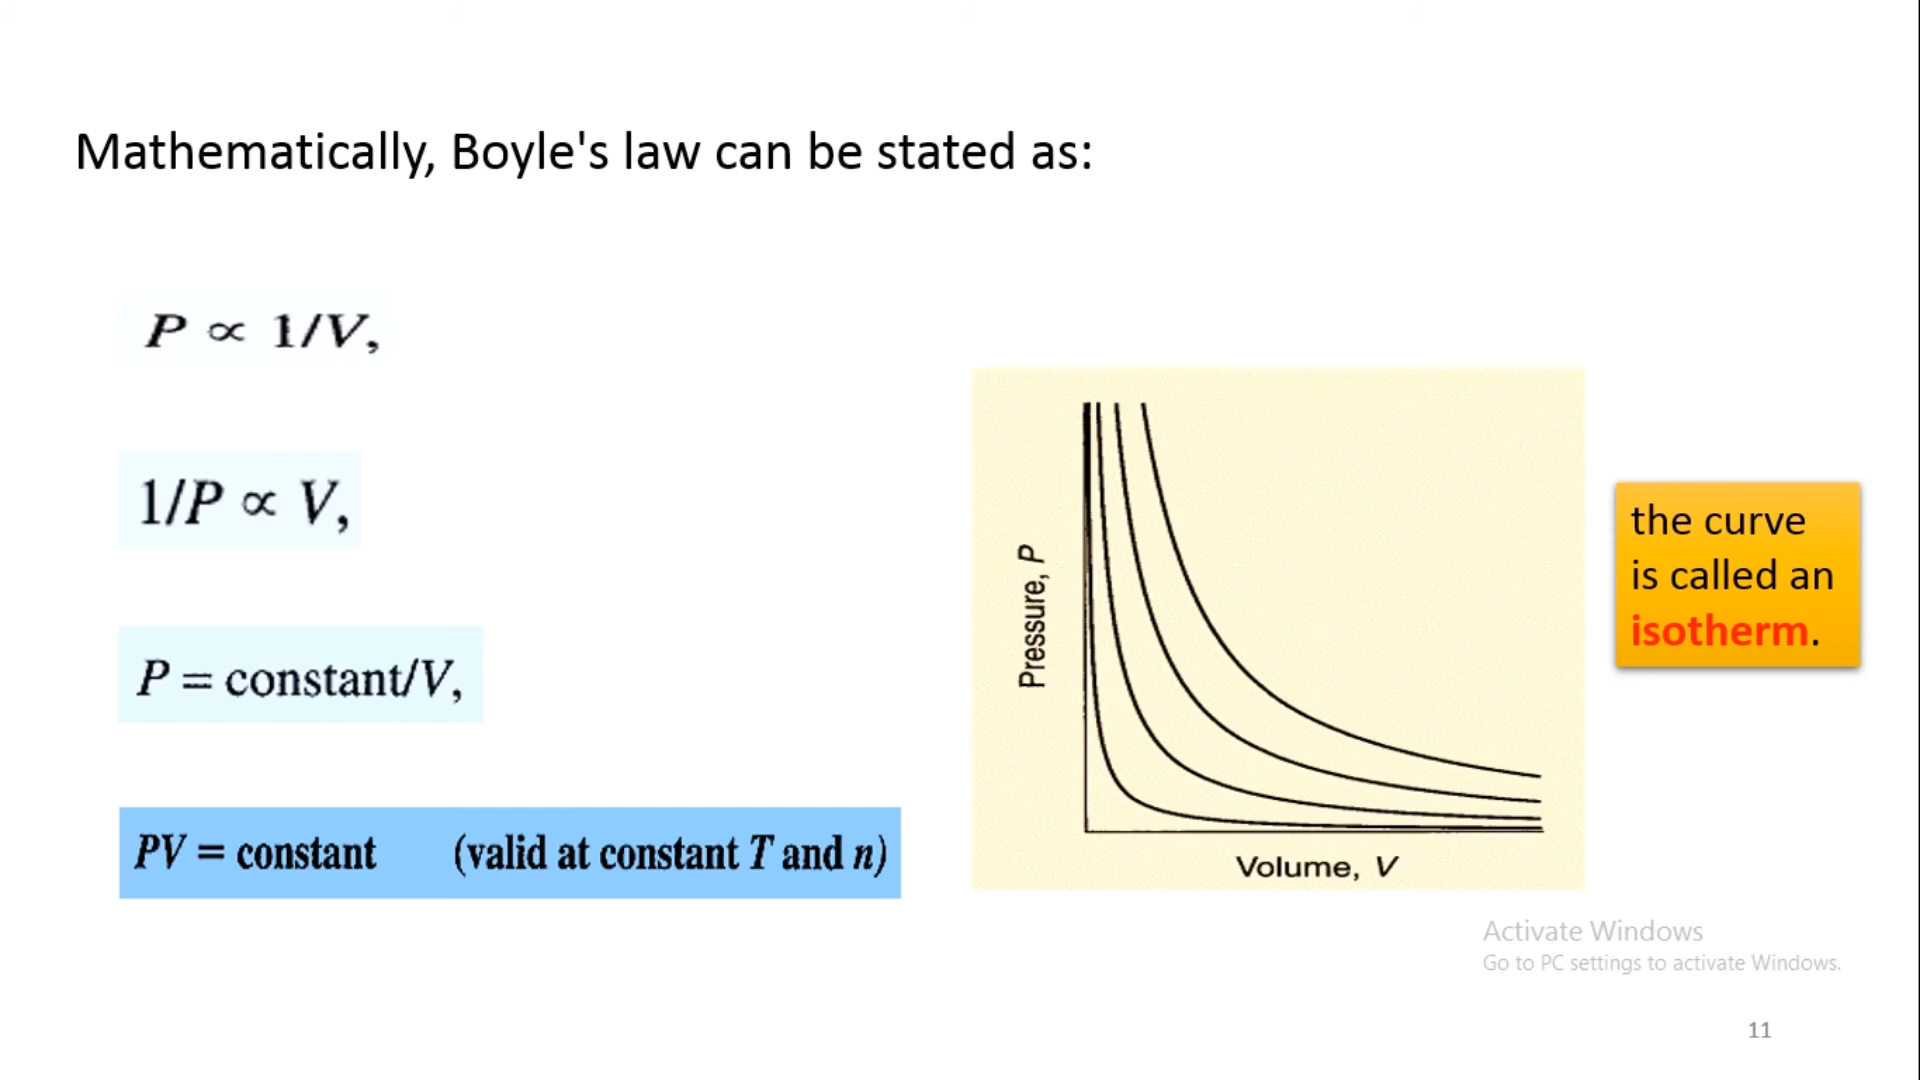 Mathematically, Boyle's law can be stated as:
P ∝ 1/V,
1/P ∝ V,
P = constant/V,
PV = constant (valid at constant T and n)
Pressure, P
Volume, V
the curve
is called an
isotherm.
Activate Windows
Go to PC settings to activate Windows.
11